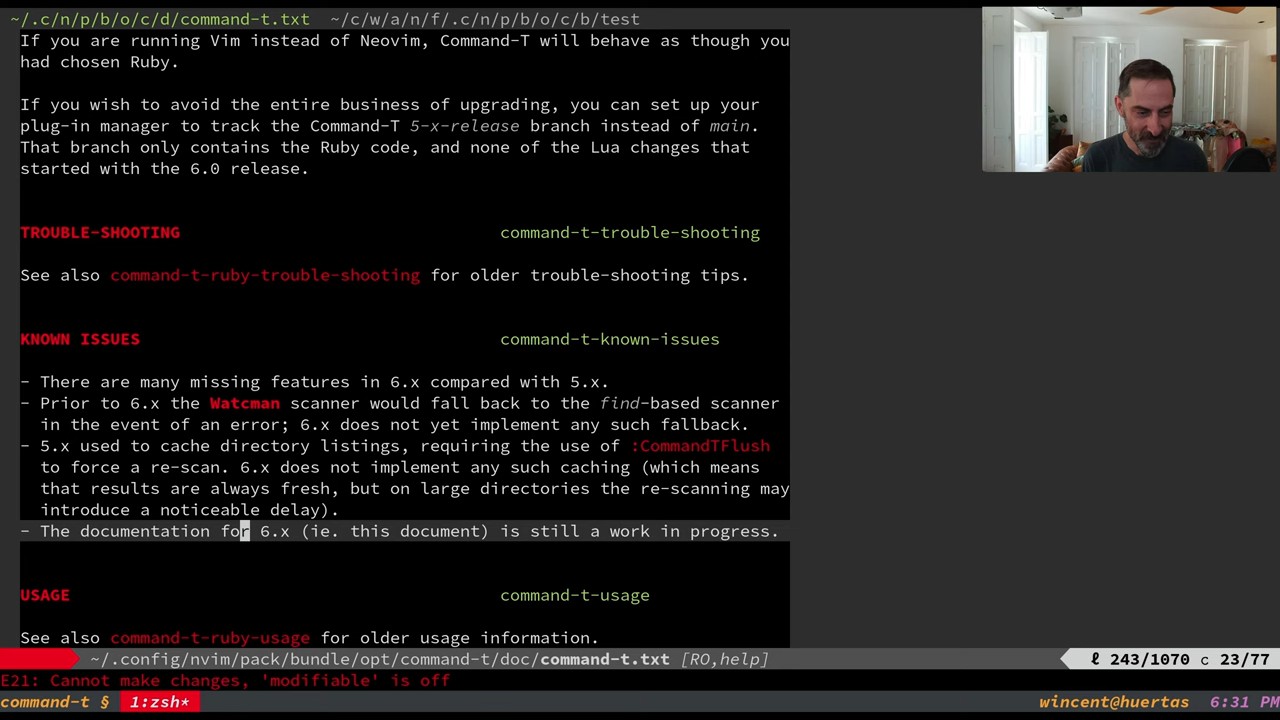 ~/.c/n/p/b/o/c/d/command-t.txt  ~/c/w/a/n/f/.c/n/p/b/o/c/b/test
If you are running Vim instead of Neovim, Command-T will behave as though you
had chosen Ruby.
If you wish to avoid the entire business of upgrading, you can set up your
plug-in manager to track the Command-T 5-x-release branch instead of main.
That branch only contains the Ruby code, and none of the Lua changes that
started with the 6.0 release.
TROUBLE-SHOOTING command-t-trouble-shooting
See also command-t-ruby-trouble-shooting for older trouble-shooting tips.
KNOWN ISSUES command-t-known-issues
- There are many missing features in 6.x compared with 5.x.
- Prior to 6.x the Watcman scanner would fall back to the find-based scanner
in the event of an error; 6.x does not yet implement any such fallback.
- 5.x used to cache directory listings, requiring the use of :CommandTFlush
to force a re-scan. 6.x does not implement any such caching (which means
that results are always fresh, but on large directories the re-scanning may
introduce a noticeable delay).
- The documentation for 6.x (ie. this document) is still a work in progress.
USAGE command-t-usage
See also command-t-ruby-usage for older usage information.
~/.config/nvim/pack/bundle/opt/command-t/doc/command-t.txt [RO,help] ℓ 243/1070 c 23/77
E21: Cannot make changes, 'modifiable' is off
command-t § 1:zsh* wincent@huertas 6:31 PM